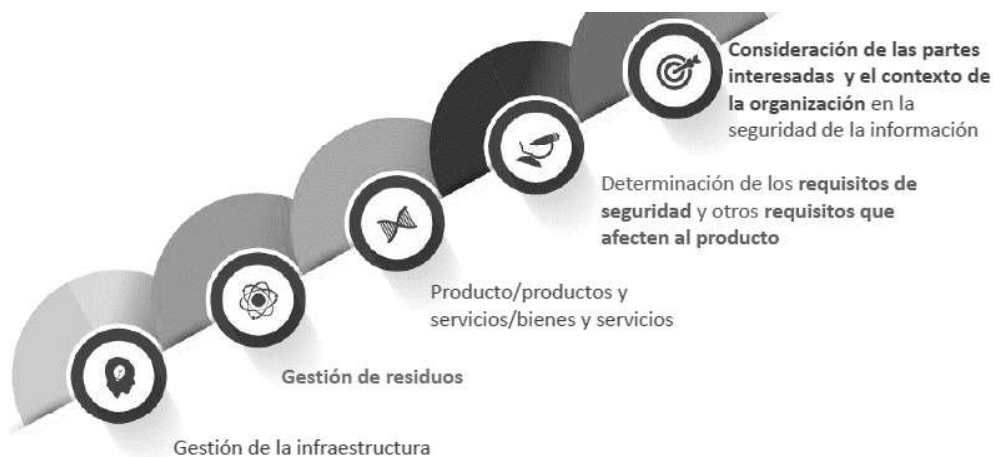 Consideración de las partes
interesadas y el contexto de
la organización en la
seguridad de la información
Determinación de los requisitos de
seguridad y otros requisitos que
afecten al producto
Producto/productos y
servicios/bienes y servicios
Gestión de residuos
Gestión de la infraestructura